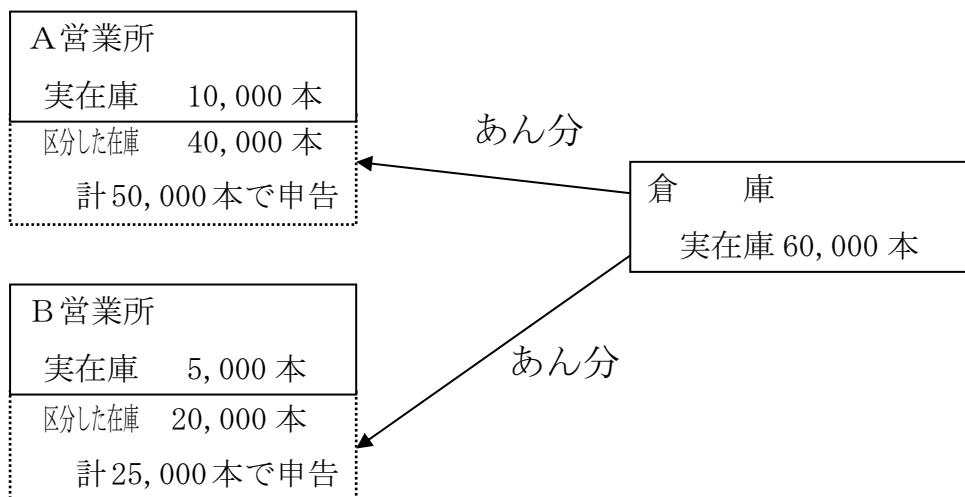 A営業所
実在庫 10,000本
区分した在庫 40,000本
計50,000本で申告
あん分
倉 庫
実在庫60,000本
B営業所
実在庫 5,000本
あん分
区分した在庫 20,000本
計25,000本で申告